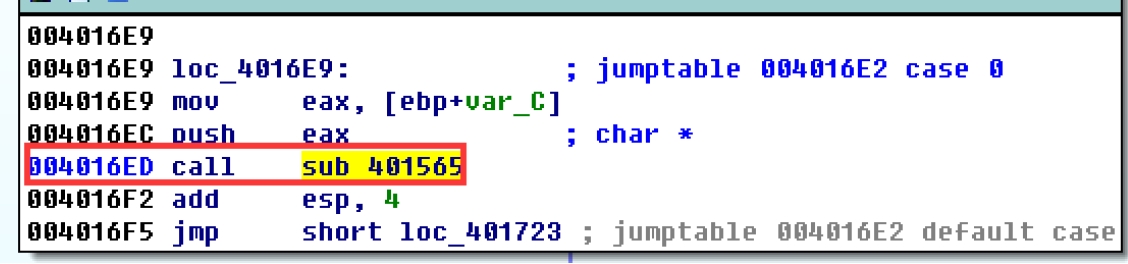 004016E9
004016E9 loc_4016E9: ; jumptable 004016E2 case 0
004016E9 mov eax, [ebp+var_C]
004016EC push eax ; char *
004016ED call sub_401565
004016F2 add esp, 4
004016F5 jmp short loc_401723 ; jumptable 004016E2 default case